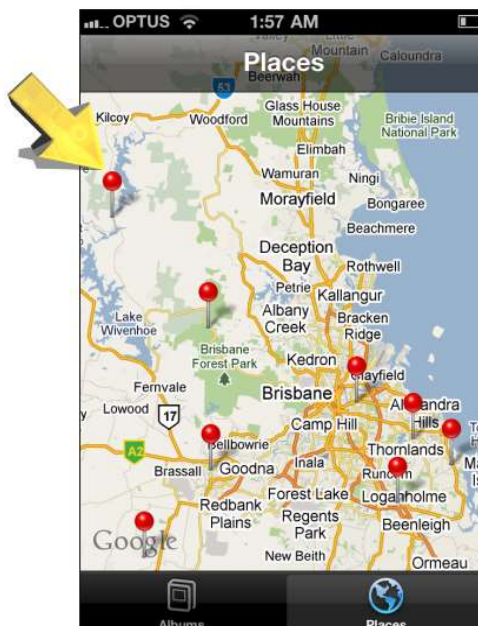 OPTUS 1:57 AM
Places
Mountain
Caloundra
Beerwah
53
Glass House
Mountains
Kilcoy
Woodford
Bribie Island
National Park
Elimbah
Wamuran
Ningi
Morayfield
Bongaree
Beachmere
Deception
Bay
Rothwell
Petrie
Kallangur
Albany
Creek
Bracken
Ridge
Lake
Wivenhoe
Brisbane
Forest Park
Kedron
Clayfield
Fernvale
Brisbane
Lowood
17
Camp Hill
Hills
Thornlands
A2
Bellbowrie
Brassall
Goodna
Inala
Forest Lake
Loganholme
Redbank
Plains
Regents
Park
Beenleigh
Google
New Beith
Ormeau
Albums
Places